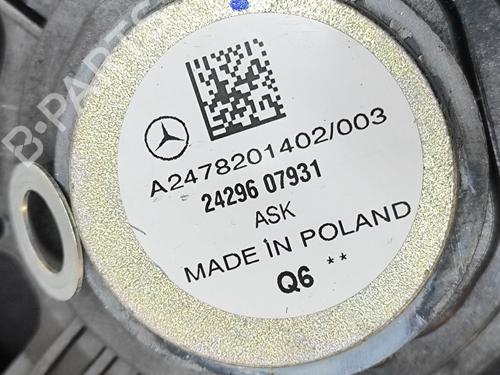 B-PARTS
A2478201402/003
24296 07931
ASK
MADE IN POLAND
Q6 **